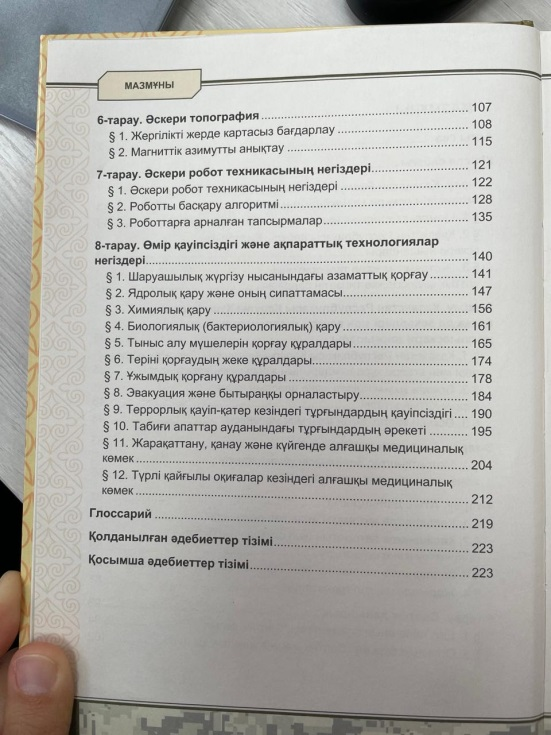 МАЗМҰНЫ
6-тарау. Әскери топография ........ 107
§ 1. Жергілікті жерде картасыз бағдарлау ........ 108
§ 2. Магниттік азимутты анықтау ........ 115
7-тарау. Әскери робот техникасының негіздері........ 121
§ 1. Әскери робот техникасының негіздері ........ 122
§ 2. Роботты басқару алгоритмі........ 128
§ 3. Роботтарға арналған тапсырмалар........ 135
8-тарау. Өмір қауіпсіздігі және ақпараттық технологиялар
негіздері........ 140
§ 1. Шаруашылық жүргізу нысанындағы азаматтық қорғау ........ 141
§ 2. Ядролық қару және оның сипаттамасы........ 147
§ 3. Химиялық қару ........ 156
§ 4. Биологиялық (бактериологиялық) қару ........ 161
§ 5. Тыныс алу мүшелерін қорғау құралдары........ 165
§ 6. Теріні қорғаудың жеке құралдары........ 174
§ 7. Ұжымдық қорғану құралдары ........ 178
§ 8. Эвакуация және бытыраңқы орналастыру........ 184
§ 9. Террорлық қауіп-қатер кезіндегі тұрғындардың қауіпсіздігі .... 190
§ 10. Табиғи апаттар ауданындағы тұрғындардың әрекеті ........ 195
§ 11. Жарақаттану, қанау және күйгенде алғашқы медициналық
көмек ........ 204
§ 12. Түрлі қайғылы оқиғалар кезіндегі алғашқы медициналық
көмек ........ 212
Глоссарий ........ 219
Қолданылған әдебиеттер тізімі........ 223
Қосымша әдебиеттер тізімі........ 223